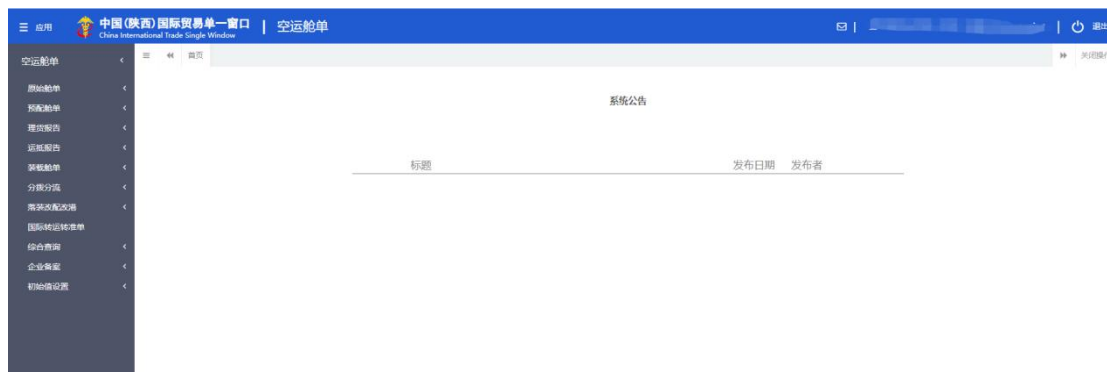 应用
中国(陕西)国际贸易单一窗口 | 空运舱单
China International Trade Single Window
退出
空运舱单
首页
关闭操作
原始舱单
预配舱单
理货报告
运抵报告
装载舱单
分拨分流
落装改配改港
国际转运转准单
综合查询
企业备案
初始值设置
系统公告
标题 发布日期 发布者